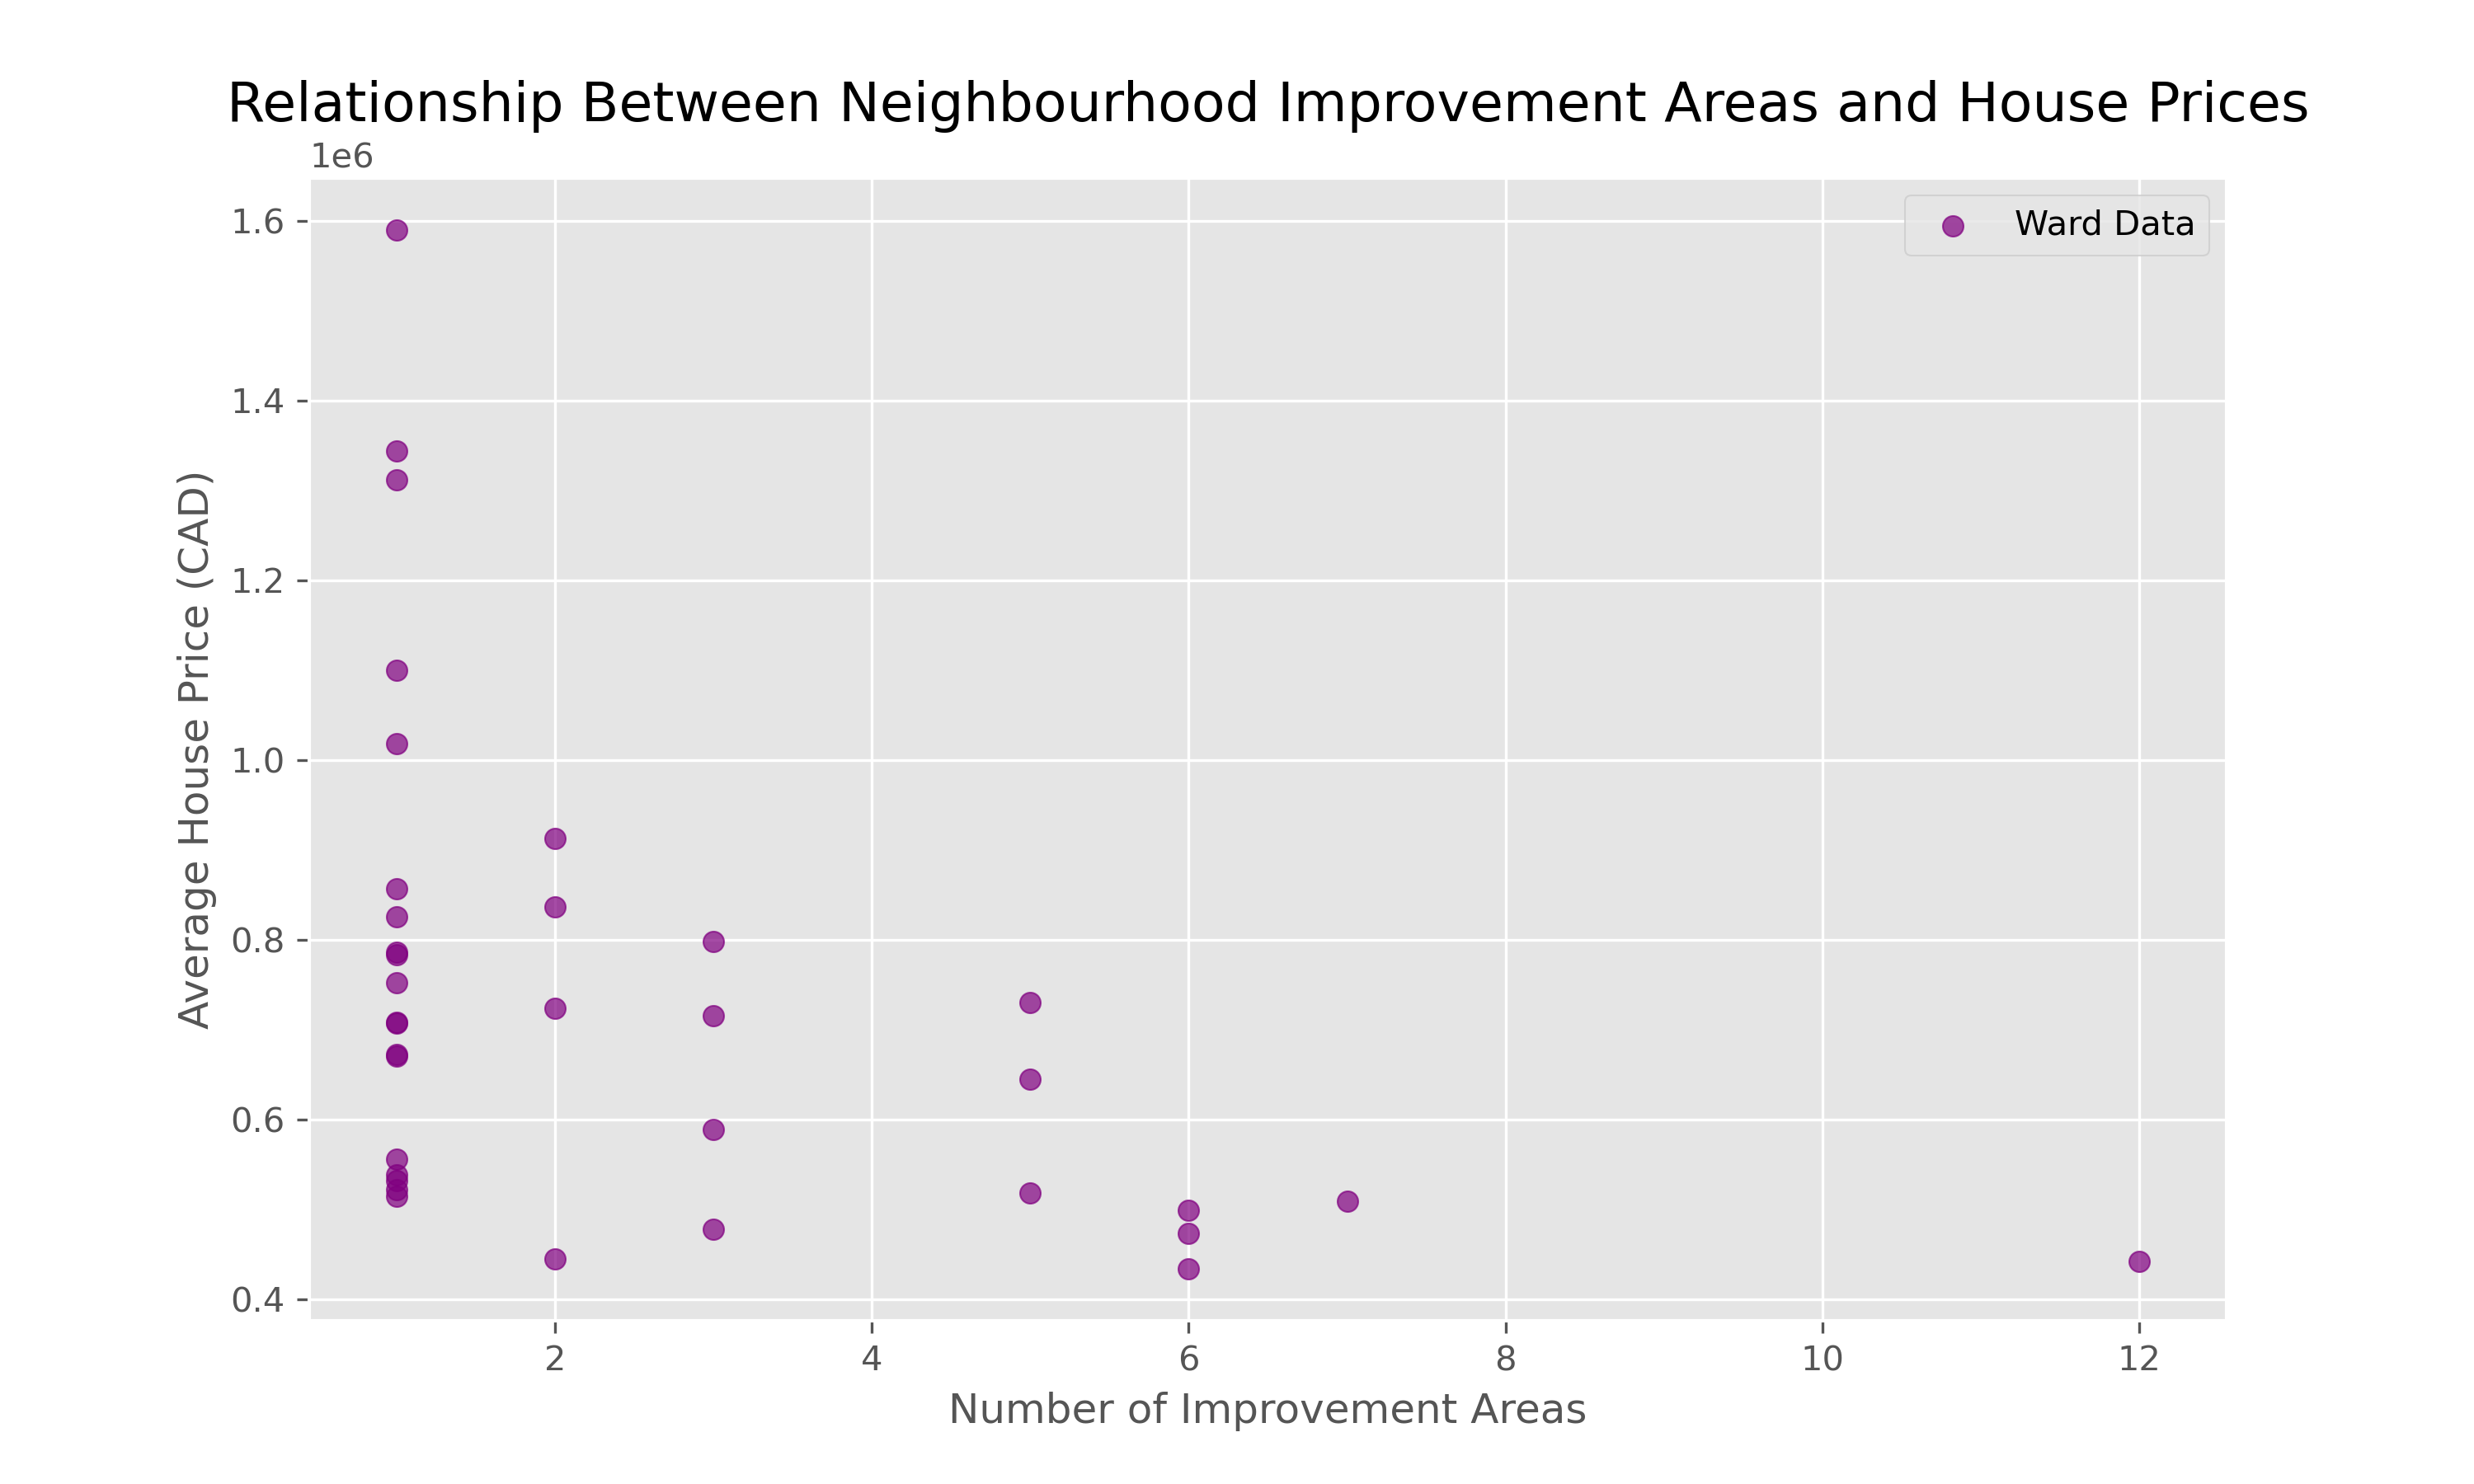 Relationship Between Neighbourhood Improvement Areas and House Prices
1e6
Ward Data
1.6
1.4
1.2
1.0
0.8
0.6
0.4
Average House Price (CAD)
2 4 6 8 10 12
Number of Improvement Areas